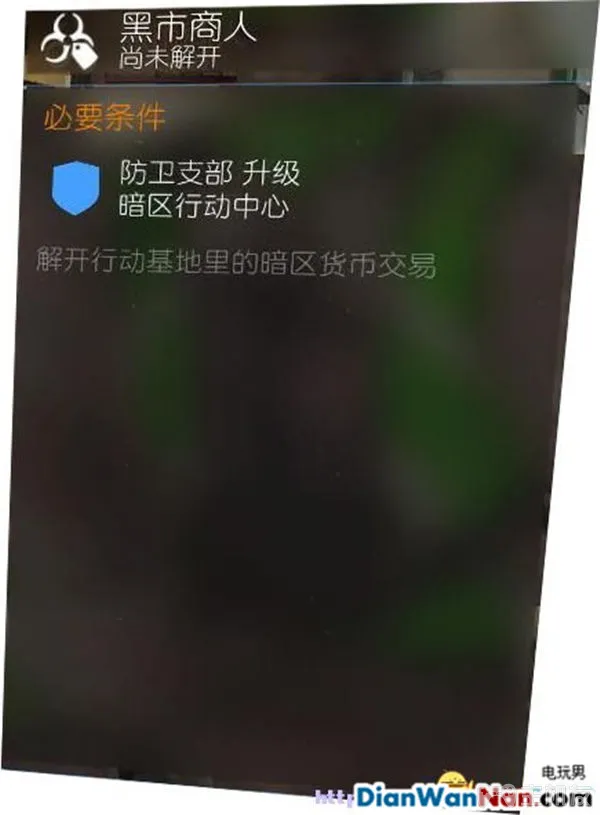 黑市商人
尚未解开
必要条件
防卫支部 升级
暗区行动中心
解开行动基地里的暗区货币交易
电玩男
DianWanNan.com